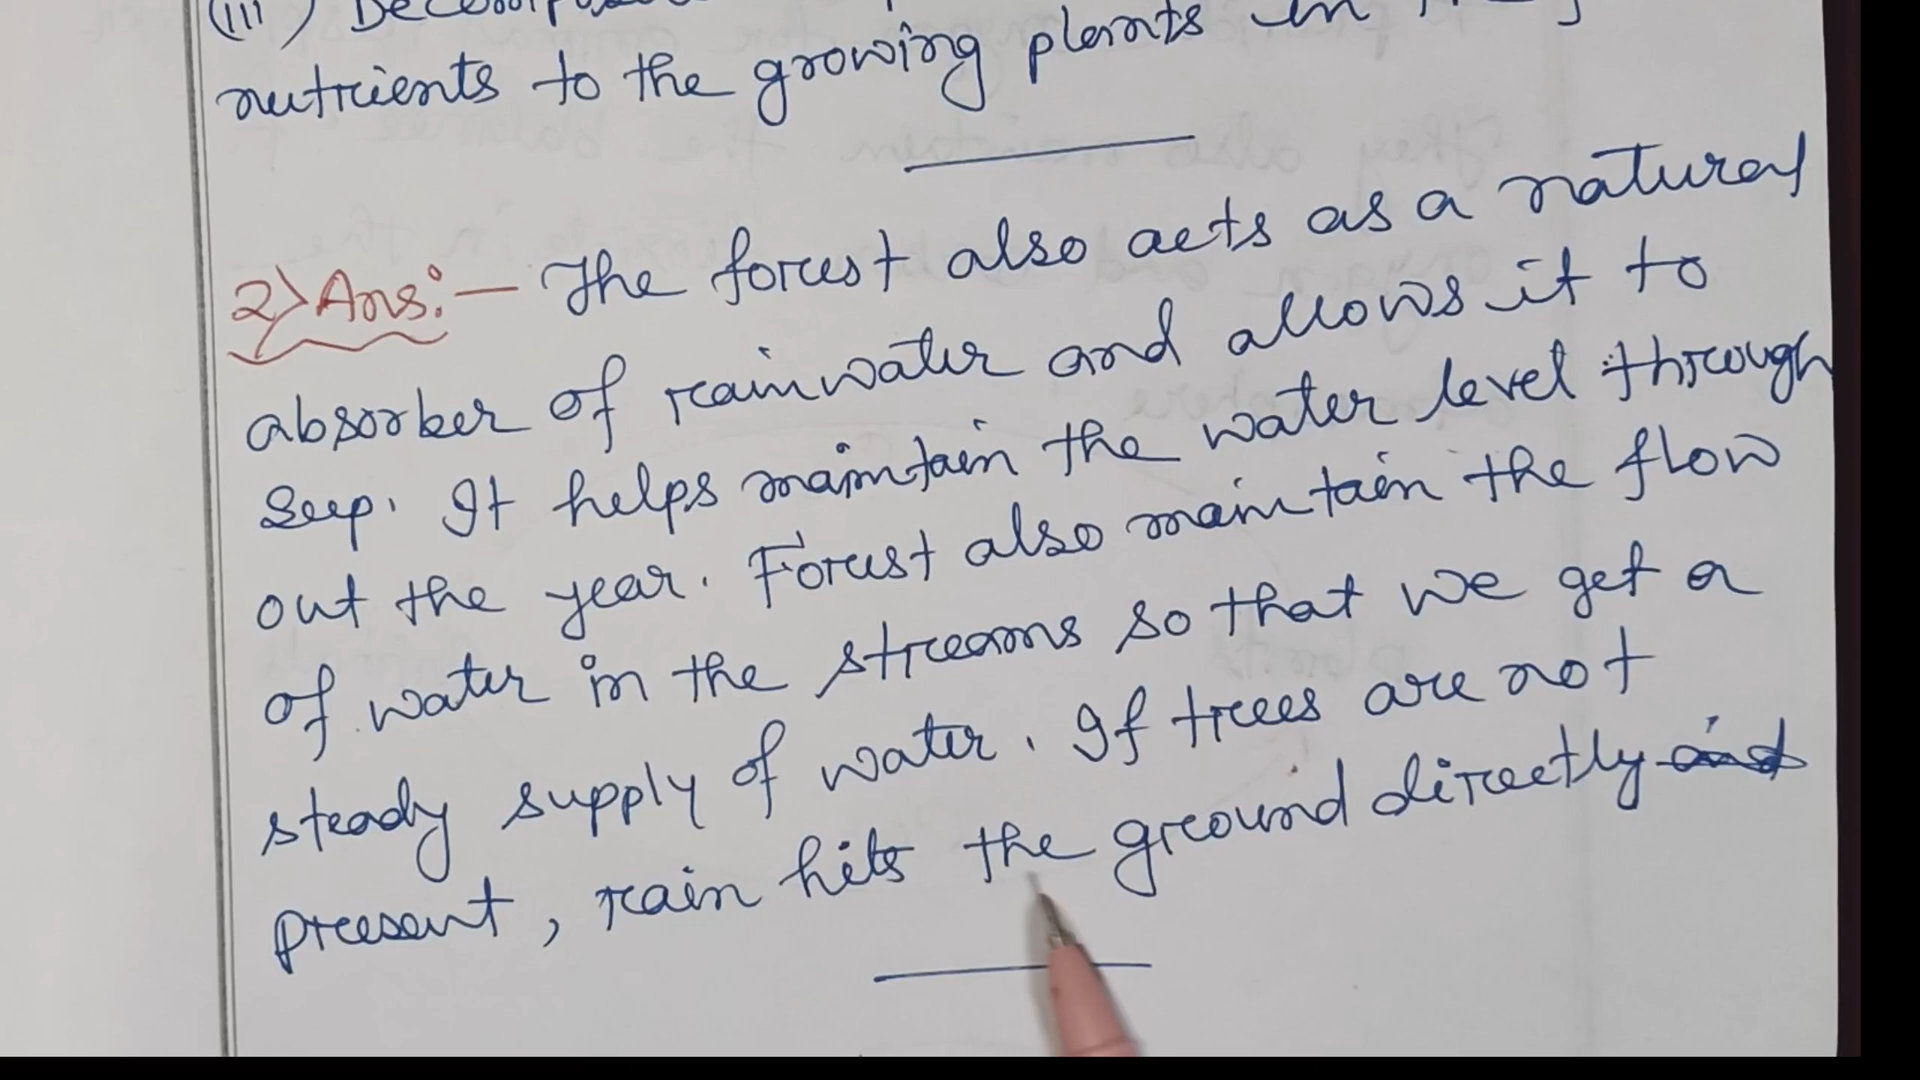 (iii)
nutrients to the growing plants in
2) Ans:- The forest also acts as a natural
absorber of rainwater and allows it to
seep. It helps maintain the water level through
out the year. Forest also maintain the flow
of water in the streams so that we get a
steady supply of water. If trees are not
present, rain hits the ground directly